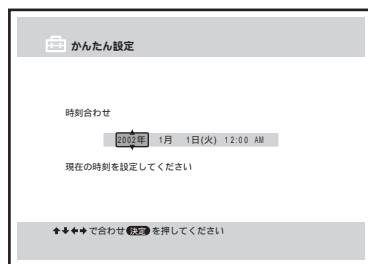 かんたん設定
時刻合わせ
2002年 1月 1日(火) 12:00 AM
現在の時刻を設定してください
↑↓←→で合わせ 決定 を押してください